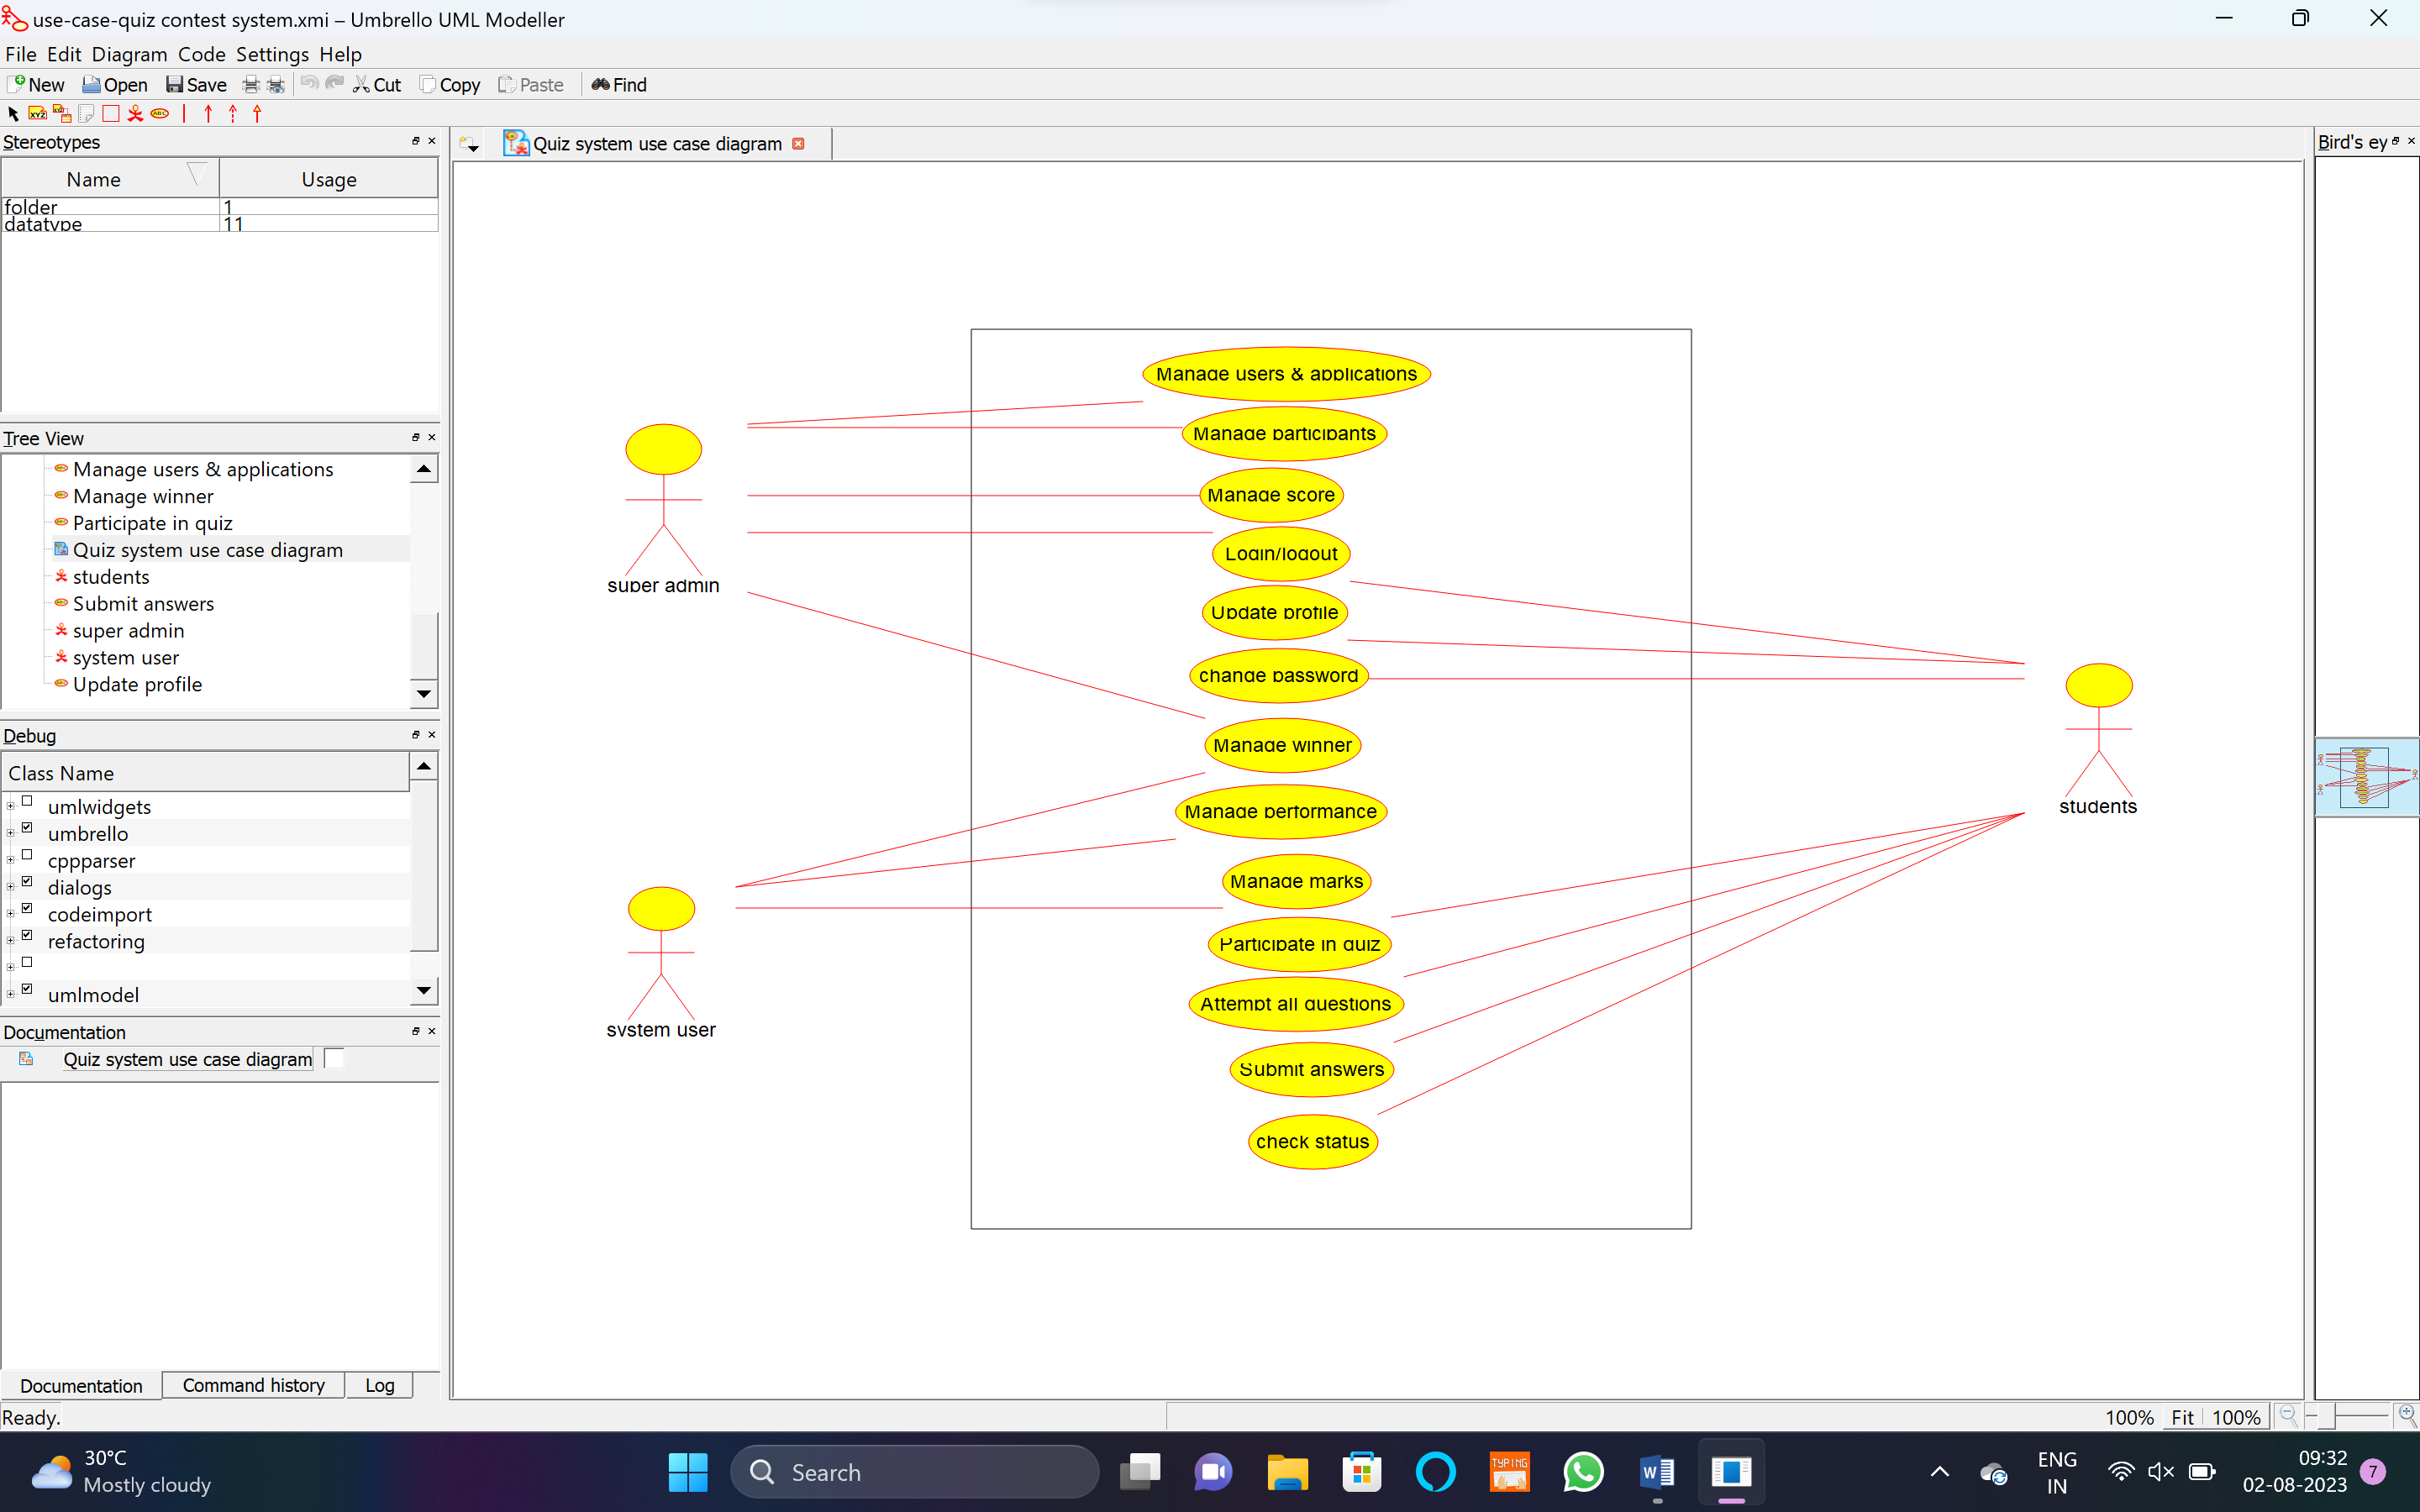 use-case-quiz contest system.xmi – Umbrello UML Modeller
File Edit Diagram Code Settings Help
New Open Save Cut Copy Paste Find
Stereotypes
Name Usage
folder 1
datatype 11
Tree View
Manage users & applications
Manage winner
Participate in quiz
Quiz system use case diagram
students
Submit answers
super admin
system user
Update profile
Debug
Class Name
umlwidgets
umbrello
cppparser
dialogs
codeimport
refactoring
umlmodel
Documentation
Quiz system use case diagram
Documentation Command history Log
Ready.
Quiz system use case diagram
Manage users & applications
Manage participants
Manage score
Login/logout
Update profile
change password
Manage winner
Manage performance
Manage marks
Participate in quiz
Attempt all questions
Submit answers
check status
super admin
system user
students
Bird's ey
100% Fit 100%
30°C
Mostly cloudy
Search
TYPING
W
ENG
IN
09:32
02-08-2023
7